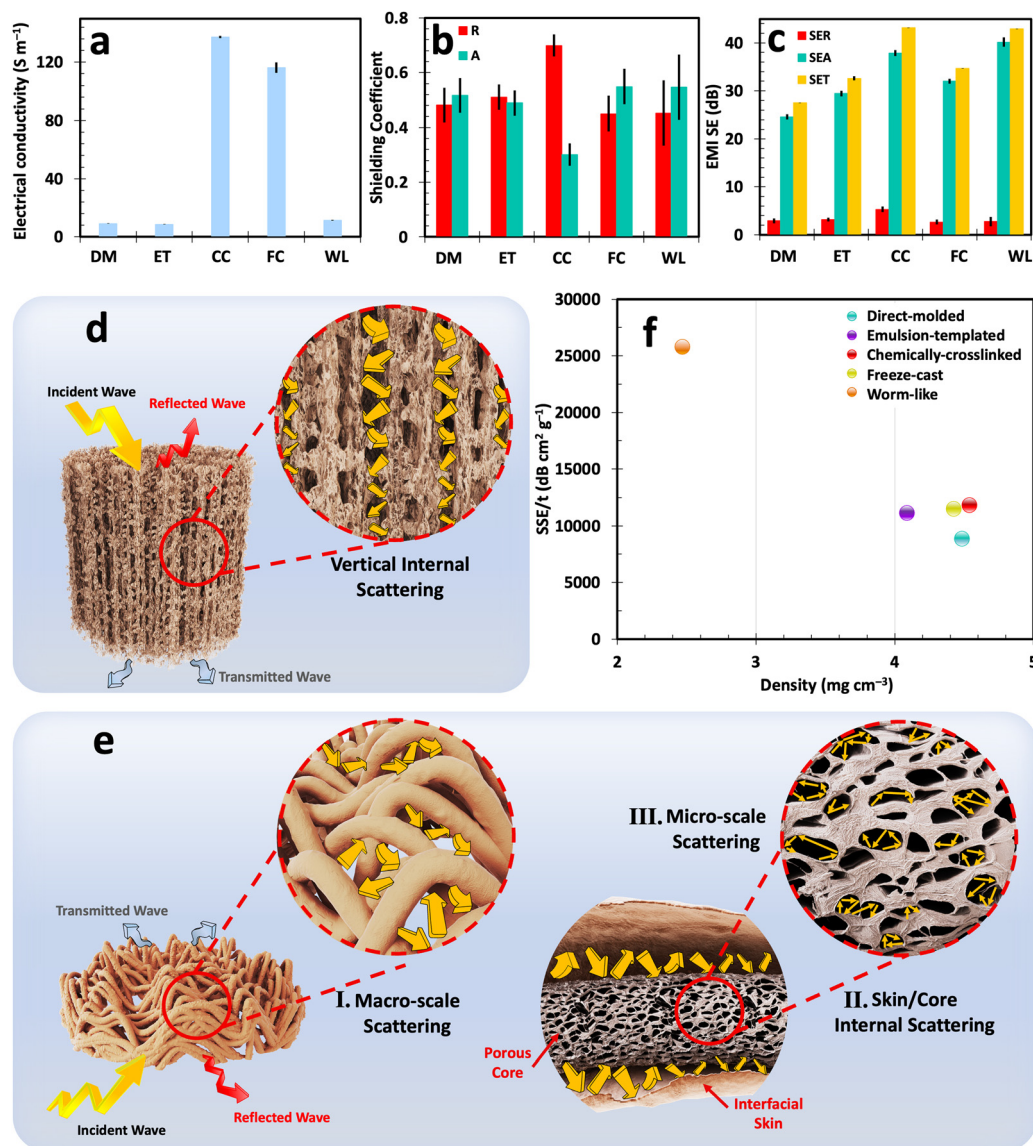 a
Electrical conductivity (S m⁻¹)
120
80
40
0
DM ET CC FC WL
b
R
A
Shielding Coefficient
0.8
0.6
0.4
0.2
0
DM ET CC FC WL
c
SER
SEA
SET
EMI SE (dB)
40
30
20
10
0
DM ET CC FC WL
d
Incident Wave
Reflected Wave
Vertical Internal
Scattering
Transmitted Wave
f
Direct-molded
Emulsion-templated
Chemically-crosslinked
Freeze-cast
Worm-like
SSE/t (dB cm² g⁻¹)
30000
25000
20000
15000
10000
5000
0
2 3 4 5
Density (mg cm⁻³)
e
Transmitted Wave
I. Macro-scale
Scattering
Incident Wave
Reflected Wave
III. Micro-scale
Scattering
II. Skin/Core
Internal Scattering
Porous
Core
Interfacial
Skin